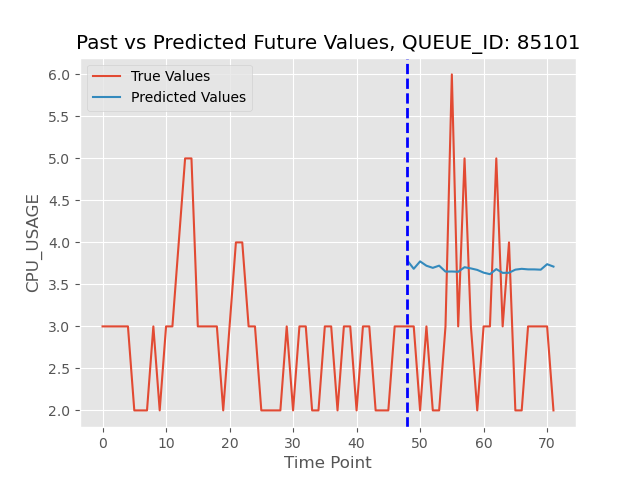 Past vs Predicted Future Values, QUEUE_ID: 85101
True Values
Predicted Values
6.0
5.5
5.0
4.5
4.0
3.5
3.0
2.5
2.0
CPU_USAGE
0 10 20 30 40 50 60 70
Time Point